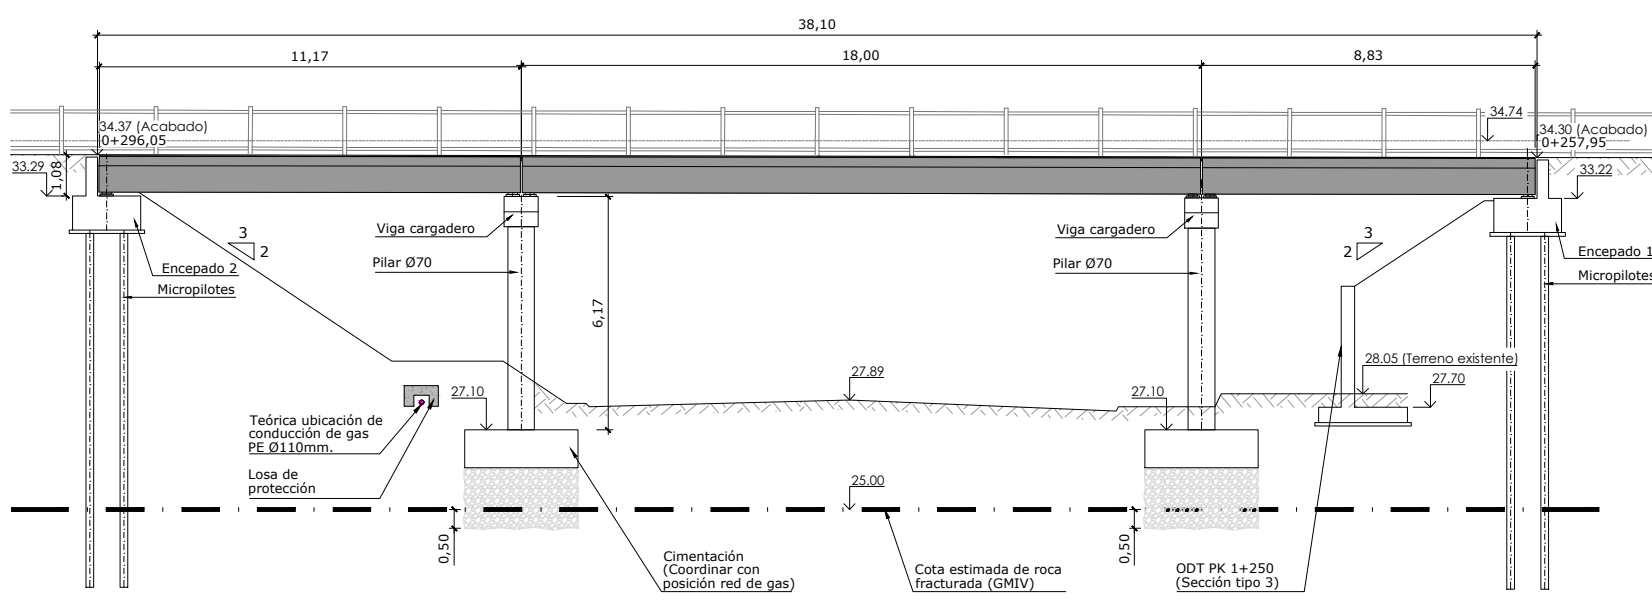 38,10
11,17
18,00
8,83
34.37 (Acabado)
0+296,05
34.74
34.30 (Acabado)
0+257,95
33.29
1,08
33.22
Viga cargadero
Viga cargadero
3
2
3
2
Pilar Ø70
Pilar Ø70
Encepado 2
Micropilotes
Encepado 1
Micropilotes
6,17
28.05 (Terreno existente)
27.89
27.10
27.10
27.70
Teórica ubicación de
conducción de gas
PE Ø110mm.
Losa de
protección
25.00
0,50
0,50
Cimentación
(Coordinar con
posición red de gas)
Cota estimada de roca
fracturada (GMIV)
ODT PK 1+250
(Sección tipo 3)